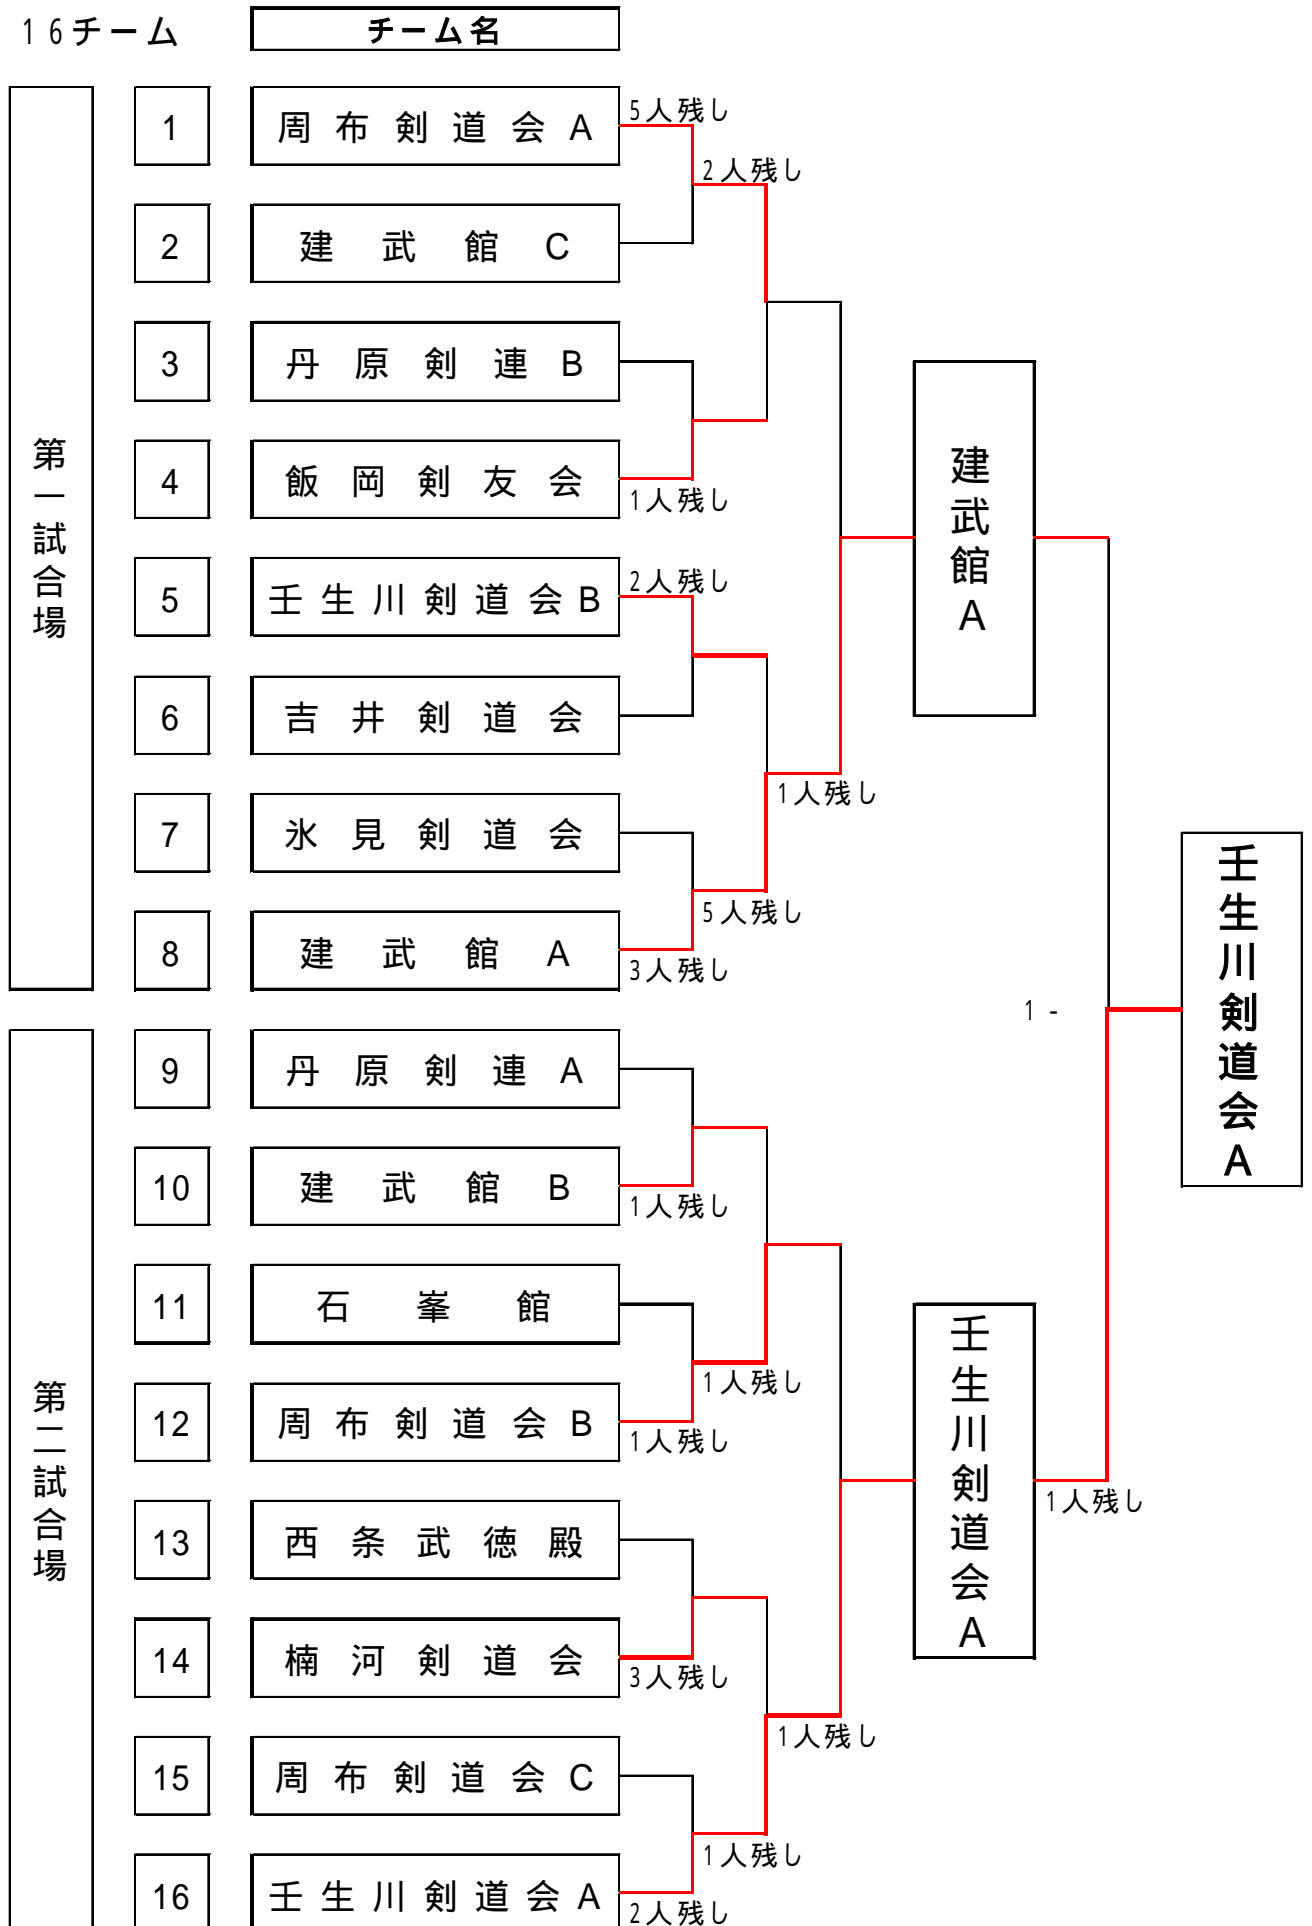 16チーム
チーム名
第一試合場
1
周布剣道会A
5人残し
2人残し
2
建武館C
3
丹原剣連B
4
飯岡剣友会
1人残し
建武館A
5
壬生川剣道会B
2人残し
6
吉井剣道会
1人残し
7
氷見剣道会
5人残し
8
建武館A
3人残し
1 -
壬生川剣道会A
第二試合場
9
丹原剣連A
10
建武館B
1人残し
11
石峯館
1人残し
12
周布剣道会B
1人残し
壬生川剣道会A
1人残し
13
西条武徳殿
14
楠河剣道会
3人残し
1人残し
15
周布剣道会C
1人残し
16
壬生川剣道会A
2人残し